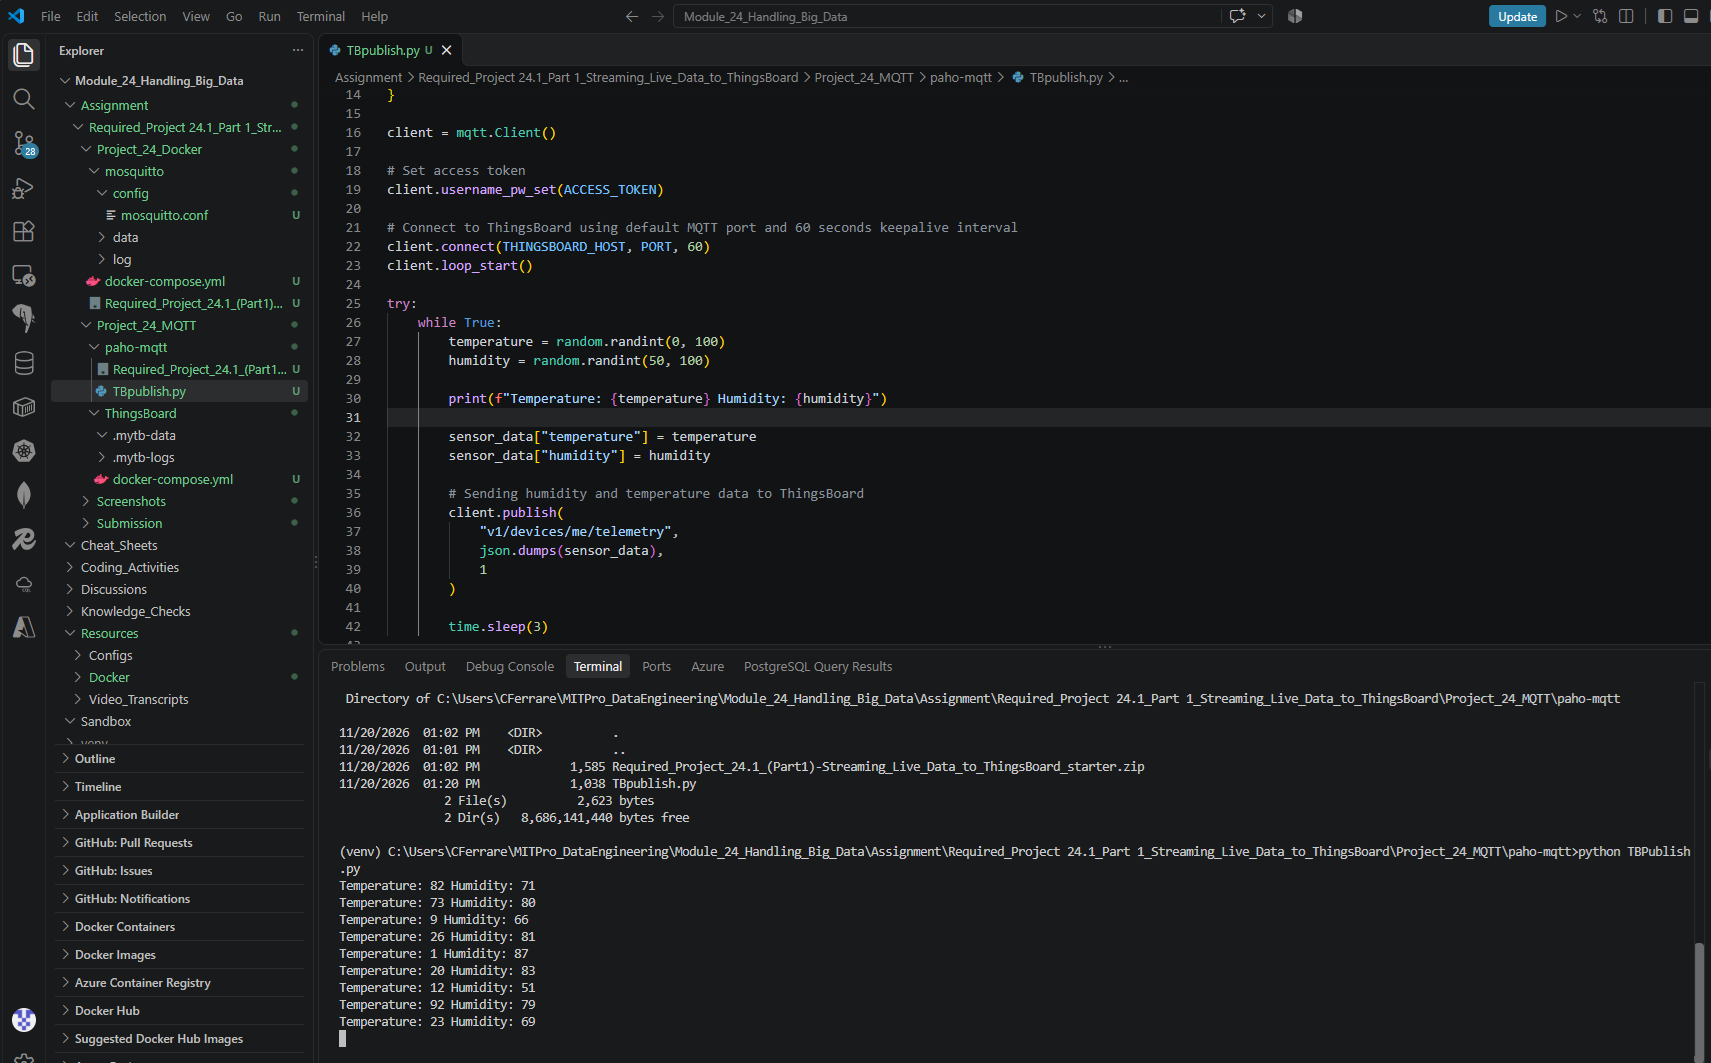 File Edit Selection View Go Run Terminal Help
Module_24_Handling_Big_Data
Update
Explorer
Module_24_Handling_Big_Data
Assignment
Required_Project 24.1_Part 1_Str...
Project_24_Docker
mosquitto
config
mosquitto.conf U
data
log
docker-compose.yml U
Required_Project_24.1_(Part1)... U
Project_24_MQTT
paho-mqtt
Required_Project_24.1_(Part1... U
TBpublish.py U
ThingsBoard
.mytb-data
.mytb-logs
docker-compose.yml U
Screenshots
Submission
Cheat_Sheets
Coding_Activities
Discussions
Knowledge_Checks
Resources
Configs
Docker
Video_Transcripts
Sandbox
venv
Outline
Timeline
Application Builder
GitHub: Pull Requests
GitHub: Issues
GitHub: Notifications
Docker Containers
Docker Images
Azure Container Registry
Docker Hub
Suggested Docker Hub Images
28
TBpublish.py U
Assignment > Required_Project 24.1_Part 1_Streaming_Live_Data_to_ThingsBoard > Project_24_MQTT > paho-mqtt > TBpublish.py > ...
14 }
15
16 client = mqtt.Client()
17
18 # Set access token
19 client.username_pw_set(ACCESS_TOKEN)
20
21 # Connect to ThingsBoard using default MQTT port and 60 seconds keepalive interval
22 client.connect(THINGSBOARD_HOST, PORT, 60)
23 client.loop_start()
24
25 try:
26 while True:
27 temperature = random.randint(0, 100)
28 humidity = random.randint(50, 100)
29
30 print(f"Temperature: {temperature} Humidity: {humidity}")
31
32 sensor_data["temperature"] = temperature
33 sensor_data["humidity"] = humidity
34
35 # Sending humidity and temperature data to ThingsBoard
36 client.publish(
37 "v1/devices/me/telemetry",
38 json.dumps(sensor_data),
39 1
40 )
41
42 time.sleep(3)
Problems Output Debug Console Terminal Ports Azure PostgreSQL Query Results
Directory of C:\Users\CFerrare\MITPro_DataEngineering\Module_24_Handling_Big_Data\Assignment\Required_Project 24.1_Part 1_Streaming_Live_Data_to_ThingsBoard\Project_24_MQTT\paho-mqtt
11/20/2026 01:02 PM <DIR> .
11/20/2026 01:01 PM <DIR> ..
11/20/2026 01:02 PM 1,585 Required_Project_24.1_(Part1)-Streaming_Live_Data_to_ThingsBoard_starter.zip
11/20/2026 01:20 PM 1,038 TBpublish.py
2 File(s) 2,623 bytes
2 Dir(s) 8,686,141,440 bytes free
(venv) C:\Users\CFerrare\MITPro_DataEngineering\Module_24_Handling_Big_Data\Assignment\Required_Project 24.1_Part 1_Streaming_Live_Data_to_ThingsBoard\Project_24_MQTT\paho-mqtt>python TBPublish
.py
Temperature: 82 Humidity: 71
Temperature: 73 Humidity: 80
Temperature: 9 Humidity: 66
Temperature: 26 Humidity: 81
Temperature: 1 Humidity: 87
Temperature: 20 Humidity: 83
Temperature: 12 Humidity: 51
Temperature: 92 Humidity: 79
Temperature: 23 Humidity: 69